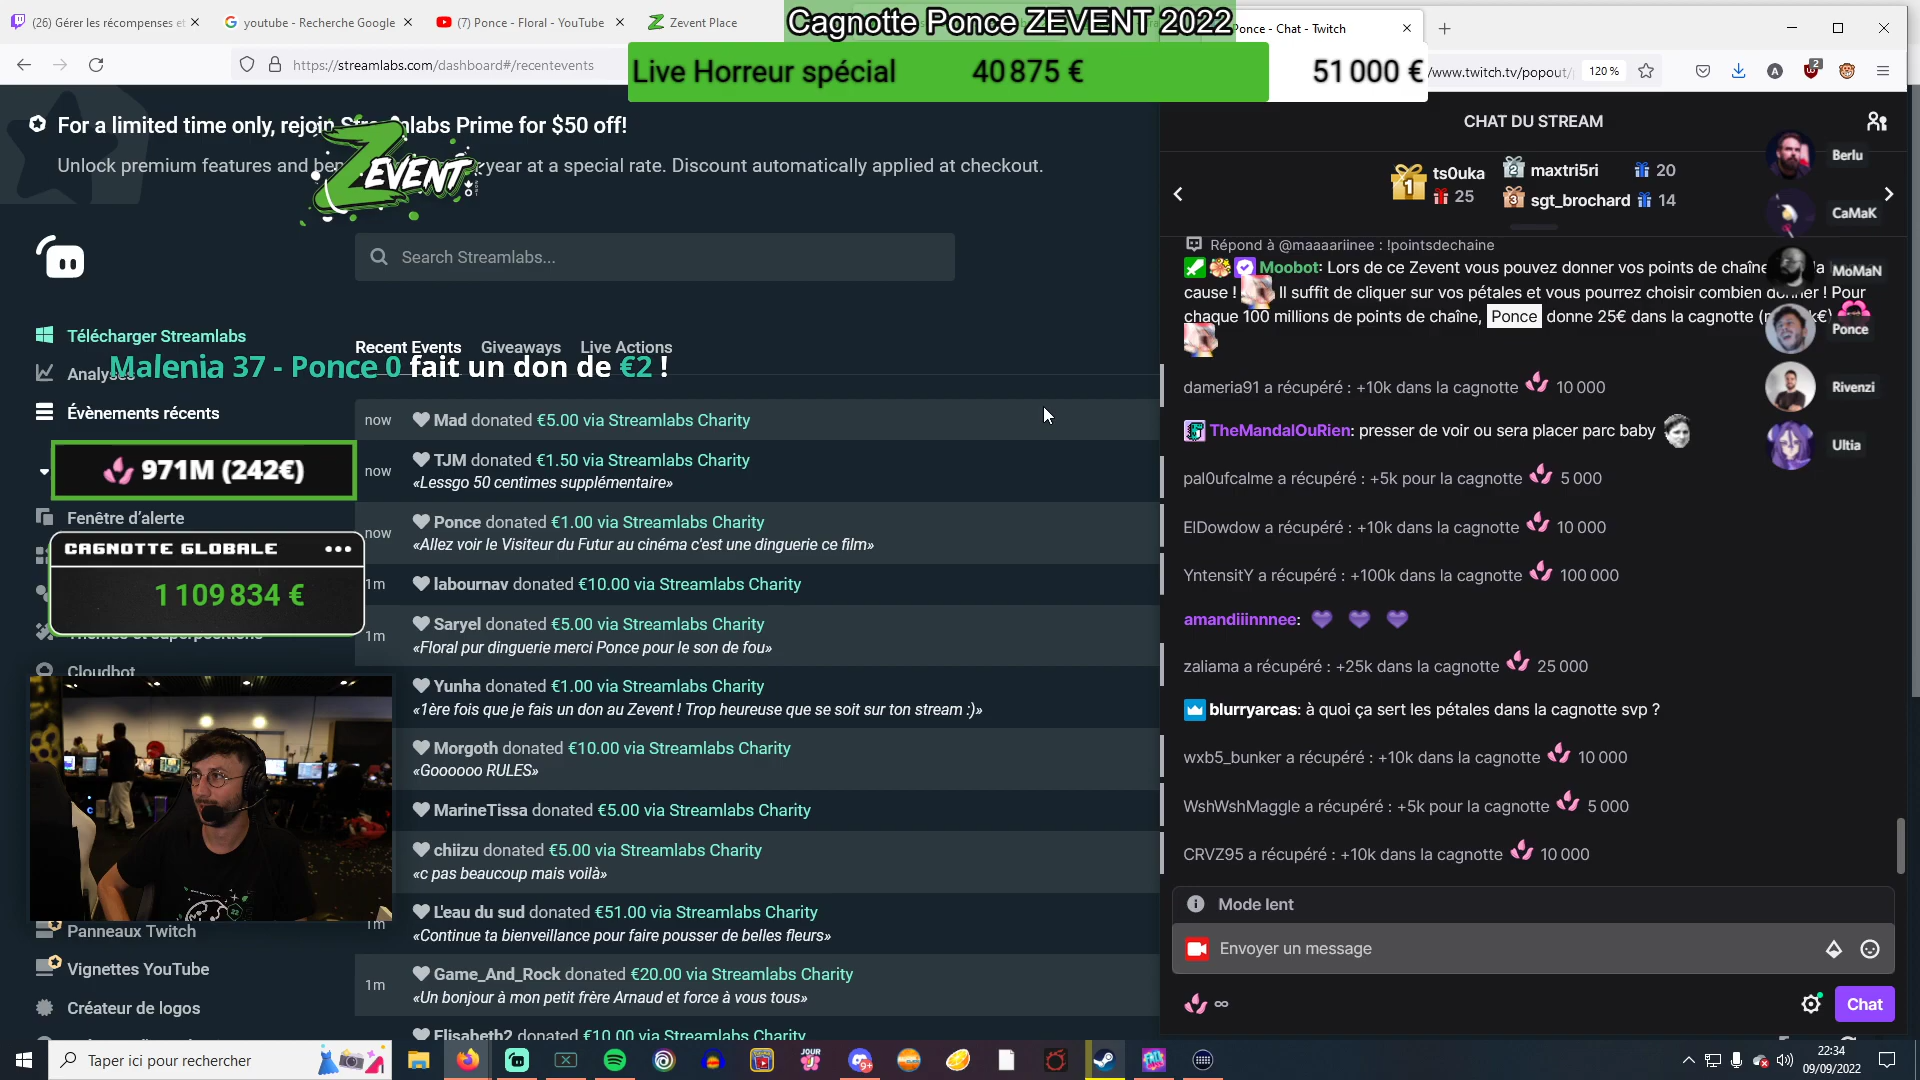 (26) Gérer les récompenses et
youtube - Recherche Google
(7) Ponce - Floral - YouTube
Zevent Place
Cagnotte Ponce ZEVENT 2022
Ponce - Chat - Twitch
https://streamlabs.com/dashboard#/recentevents
Live Horreur spécial 40 875 € 51 000 €
/www.twitch.tv/popout/
120 %
2
For a limited time only, rejoin Streamlabs Prime for $50 off!
year at a special rate. Discount automatically applied at checkout.
Unlock premium features and
ZEVENT
Search Streamlabs...
Télécharger Streamlabs
Recent Events Giveaways Live Actions
Malenia 37 - Ponce 0 fait un don de €2 !
Évènements récents
971M (242€)
Fenêtre d'alerte
CAGNOTTE GLOBALE
1 109 834 €
Thèmes et superpositions
Cloudbot
Panneaux Twitch
Vignettes YouTube
Créateur de logos
now Mad donated €5.00 via Streamlabs Charity
now TJM donated €1.50 via Streamlabs Charity
«Lessgo 50 centimes supplémentaire»
now Ponce donated €1.00 via Streamlabs Charity
«Allez voir le Visiteur du Futur au cinéma c'est une dinguerie ce film»
1m labournav donated €10.00 via Streamlabs Charity
1m Saryel donated €5.00 via Streamlabs Charity
«Floral pur dinguerie merci Ponce pour le son de fou»
Yunha donated €1.00 via Streamlabs Charity
«1ère fois que je fais un don au Zevent ! Trop heureuse que se soit sur ton stream :)»
Morgoth donated €10.00 via Streamlabs Charity
«Goooooo RULES»
MarineTissa donated €5.00 via Streamlabs Charity
chiizu donated €5.00 via Streamlabs Charity
«c pas beaucoup mais voilà»
1m L'eau du sud donated €51.00 via Streamlabs Charity
«Continue ta bienveillance pour faire pousser de belles fleurs»
1m Game_And_Rock donated €20.00 via Streamlabs Charity
«Un bonjour à mon petit frère Arnaud et force à vous tous»
Elisabeth2 donated €10.00 via Streamlabs Charity
CHAT DU STREAM
1 ts0uka 25
2 maxtri5ri 20
3 sgt_brochard 14
Berlu
CaMaK
MoMaN
Ponce
Rivenzi
Ultia
Répond à @maaaariinee : !pointsdechaine
Moobot: Lors de ce Zevent vous pouvez donner vos points de chaîne
cause ! Il suffit de cliquer sur vos pétales et vous pourrez choisir combien donner ! Pour
chaque 100 millions de points de chaîne, Ponce donne 25€ dans la cagnotte
dameria91 a récupéré : +10k dans la cagnotte 10 000
TheMandalOuRien: presser de voir ou sera placer parc baby
pal0ufcalme a récupéré : +5k pour la cagnotte 5 000
ElDowdow a récupéré : +10k dans la cagnotte 10 000
YntensitY a récupéré : +100k dans la cagnotte 100 000
amandiiinnnee:
zaliama a récupéré : +25k dans la cagnotte 25 000
blurryarcas: à quoi ça sert les pétales dans la cagnotte svp ?
wxb5_bunker a récupéré : +10k dans la cagnotte 10 000
WshWshMaggle a récupéré : +5k pour la cagnotte 5 000
CRVZ95 a récupéré : +10k dans la cagnotte 10 000
Mode lent
Envoyer un message
∞
Chat
Taper ici pour rechercher
22:34
09/09/2022